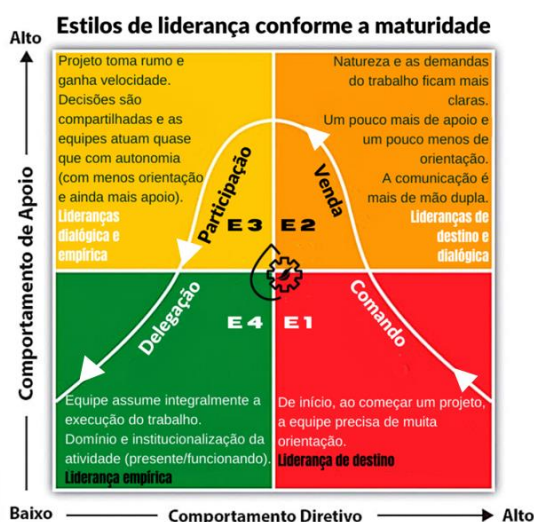 Estilos de liderança conforme a maturidade
Alto
Comportamento de Apoio
Projeto toma rumo e
ganha velocidade.
Decisões são
compartilhadas e as
equipes atuam quase
que com autonomia
(com menos orientação
e ainda mais apoio).
Lideranças
dialógica e
empírica
Participação
E3
Natureza e as demandas
do trabalho ficam mais
claras.
Um pouco mais de apoio e
um pouco menos de
orientação.
A comunicação é
mais de mão dupla.
Lideranças de
destino e
dialógica
Venda
E2
Delegação
E4
Equipe assume integralmente a
execução do trabalho.
Domínio e institucionalização da
atividade (presente/funcionando).
Liderança empírica
Comando
E1
De início, ao começar um projeto,
a equipe precisa de muita
orientação.
Liderança de destino
Baixo
Comportamento Diretivo
Alto